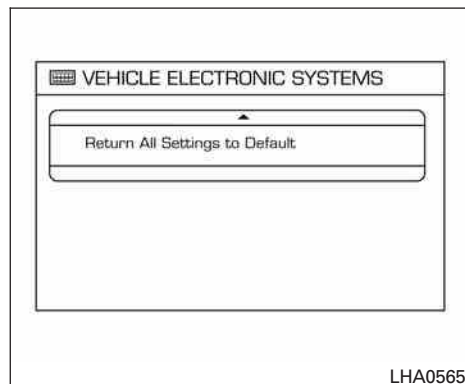 VEHICLE ELECTRONIC SYSTEMS
Return All Settings to Default
LHA0565